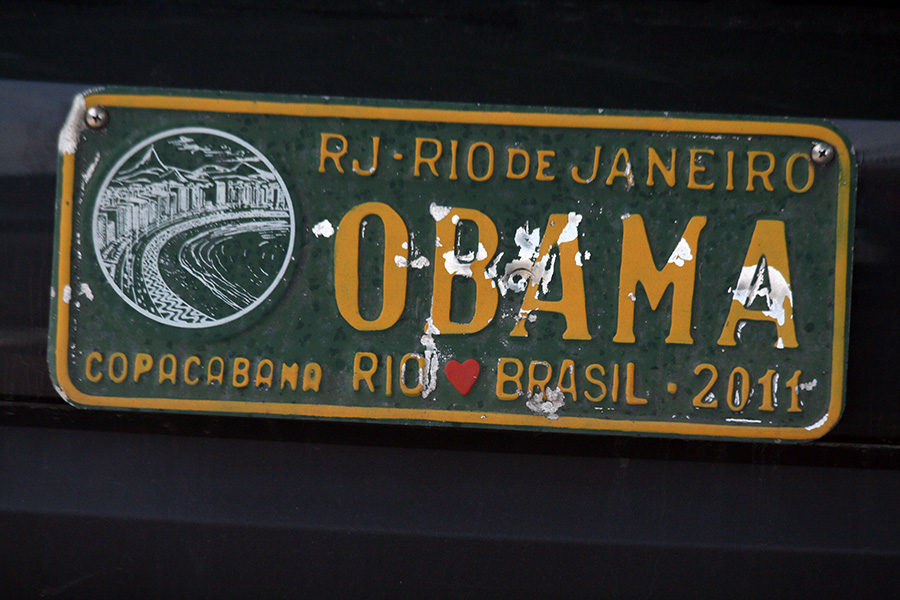 RJ · RIO DE JANEIRO
OBAMA
COPACABANA RIO ♥ BRASIL · 2011